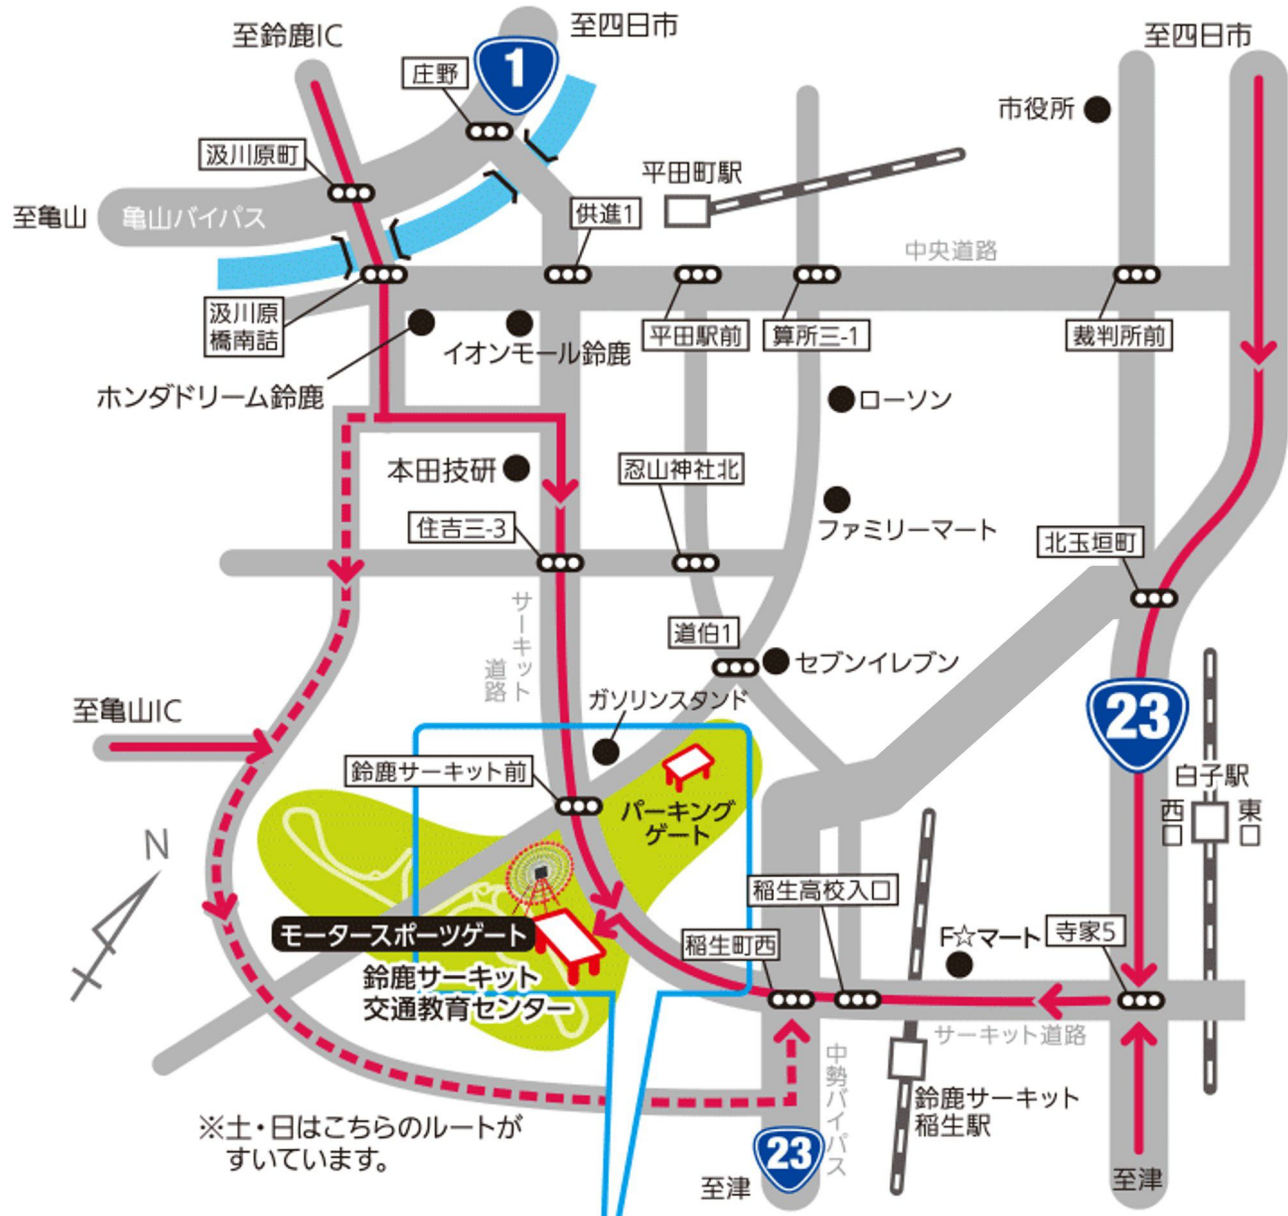 至鈴鹿IC
至四日市
至四日市
庄野
1
市役所
汲川原町
平田町駅
至亀山
亀山バイパス
供進1
中央道路
汲川原
橋南詰
平田駅前
算所三-1
裁判所前
イオンモール鈴鹿
ホンダドリーム鈴鹿
ローソン
本田技研
忍山神社北
ファミリーマート
住吉三-3
北玉垣町
サーキット
道路
道伯1
セブンイレブン
ガソリンスタンド
至亀山IC
23
鈴鹿サーキット前
白子駅
西口
東口
パーキング
ゲート
N
稲生高校入口
モータースポーツゲート
稲生町西
F☆マート
寺家5
鈴鹿サーキット
交通教育センター
サーキット道路
中勢バイパス
鈴鹿サーキット
稲生駅
※土・日はこちらのルートが
すいています。
23
至津
至津